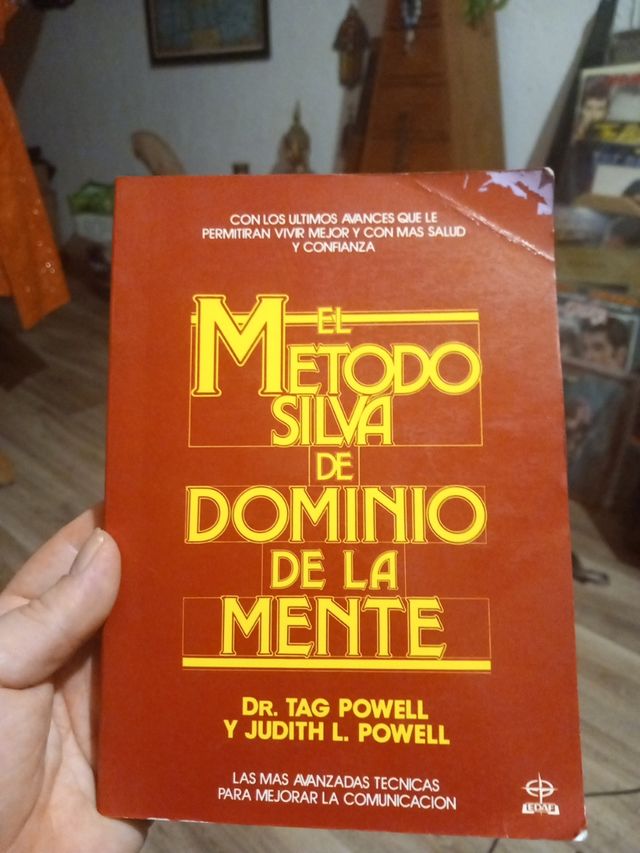 CON LOS ULTIMOS AVANCES QUE LE
PERMITIRAN VIVIR MEJOR Y CON MAS SALUD
Y CONFIANZA
EL
METODO
SILVA
DE
DOMINIO
DE LA
MENTE
DR. TAG POWELL
Y JUDITH L. POWELL
LAS MAS AVANZADAS TECNICAS
PARA MEJORAR LA COMUNICACION
EDAF